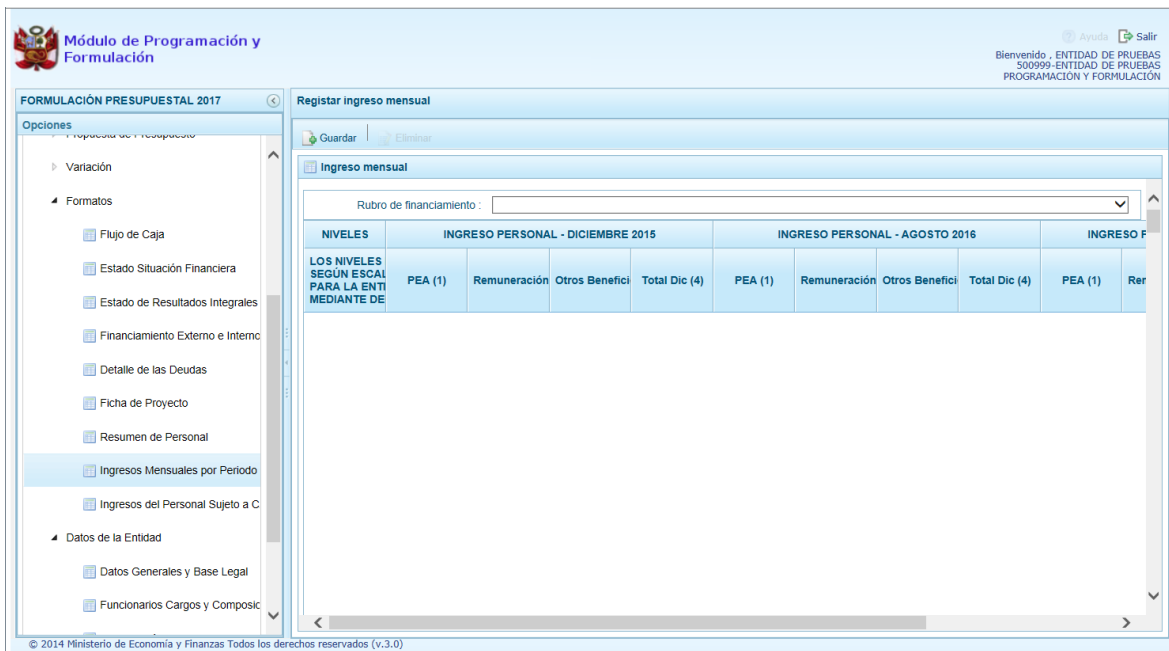 Módulo de Programación y
Formulación
Ayuda Salir
Bienvenido , ENTIDAD DE PRUEBAS
500999-ENTIDAD DE PRUEBAS
PROGRAMACIÓN Y FORMULACIÓN
FORMULACIÓN PRESUPUESTAL 2017
Opciones
Propuesta de Presupuesto
Variación
Formatos
Flujo de Caja
Estado Situación Financiera
Estado de Resultados Integrales
Financiamiento Externo e Interno
Detalle de las Deudas
Ficha de Proyecto
Resumen de Personal
Ingresos Mensuales por Periodo
Ingresos del Personal Sujeto a C
Datos de la Entidad
Datos Generales y Base Legal
Funcionarios Cargos y Composic
Registar ingreso mensual
Guardar Eliminar
Ingreso mensual
Rubro de financiamiento :
NIVELES INGRESO PERSONAL - DICIEMBRE 2015 INGRESO PERSONAL - AGOSTO 2016 INGRESO P
LOS NIVELES
SEGÚN ESCAL
PARA LA ENTI
MEDIANTE DE
PEA (1) Remuneración Otros Benefici Total Dic (4) PEA (1) Remuneración Otros Benefici Total Dic (4) PEA (1) Rem
© 2014 Ministerio de Economía y Finanzas Todos los derechos reservados (v.3.0)